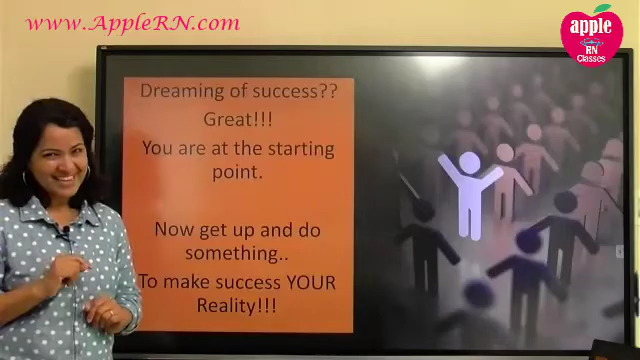 www.AppleRN.com
apple
RN
Classes
Dreaming of success??
Great!!!
You are at the starting
point.
Now get up and do
something..
To make success YOUR
Reality!!!